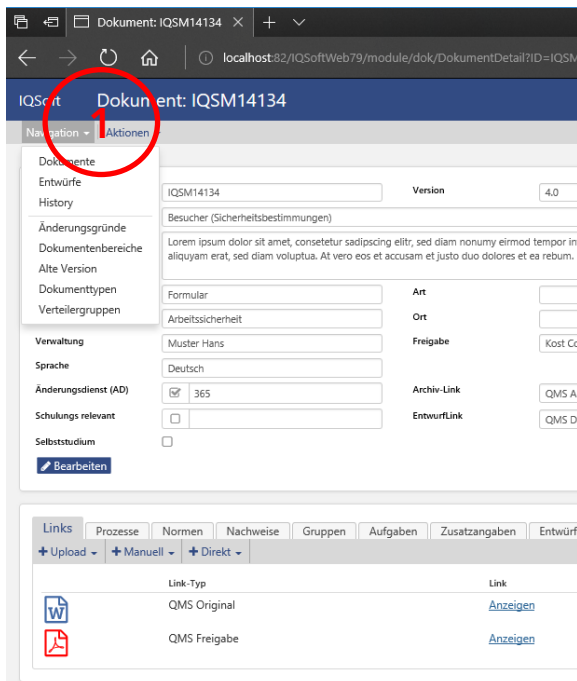 Dokument: IQSM14134
localhost:82/IQSoftWeb79/module/dok/DokumentDetail?ID=IQSM
IQSoft Dokument: IQSM14134
1
Navigation Aktionen
Dokumente
Entwürfe
History
Änderungsgründe
Dokumentenbereiche
Alte Version
Dokumenttypen
Verteilergruppen
IQSM14134 Version 4.0
Besucher (Sicherheitsbestimmungen)
Lorem ipsum dolor sit amet, consetetur sadipscing elitr, sed diam nonumy eirmod tempor in
aliquyam erat, sed diam voluptua. At vero eos et accusam et justo duo dolores et ea rebum.
Formular Art
Arbeitssicherheit Ort
Verwaltung Muster Hans Freigabe Kost Co
Sprache Deutsch
Änderungsdienst (AD) 365 Archiv-Link QMS A
Schulungs relevant EntwurfLink QMS D
Selbststudium
Bearbeiten
Links Prozesse Normen Nachweise Gruppen Aufgaben Zusatzangaben Entwürf
+ Upload + Manuell + Direkt
Link-Typ Link
QMS Original Anzeigen
QMS Freigabe Anzeigen